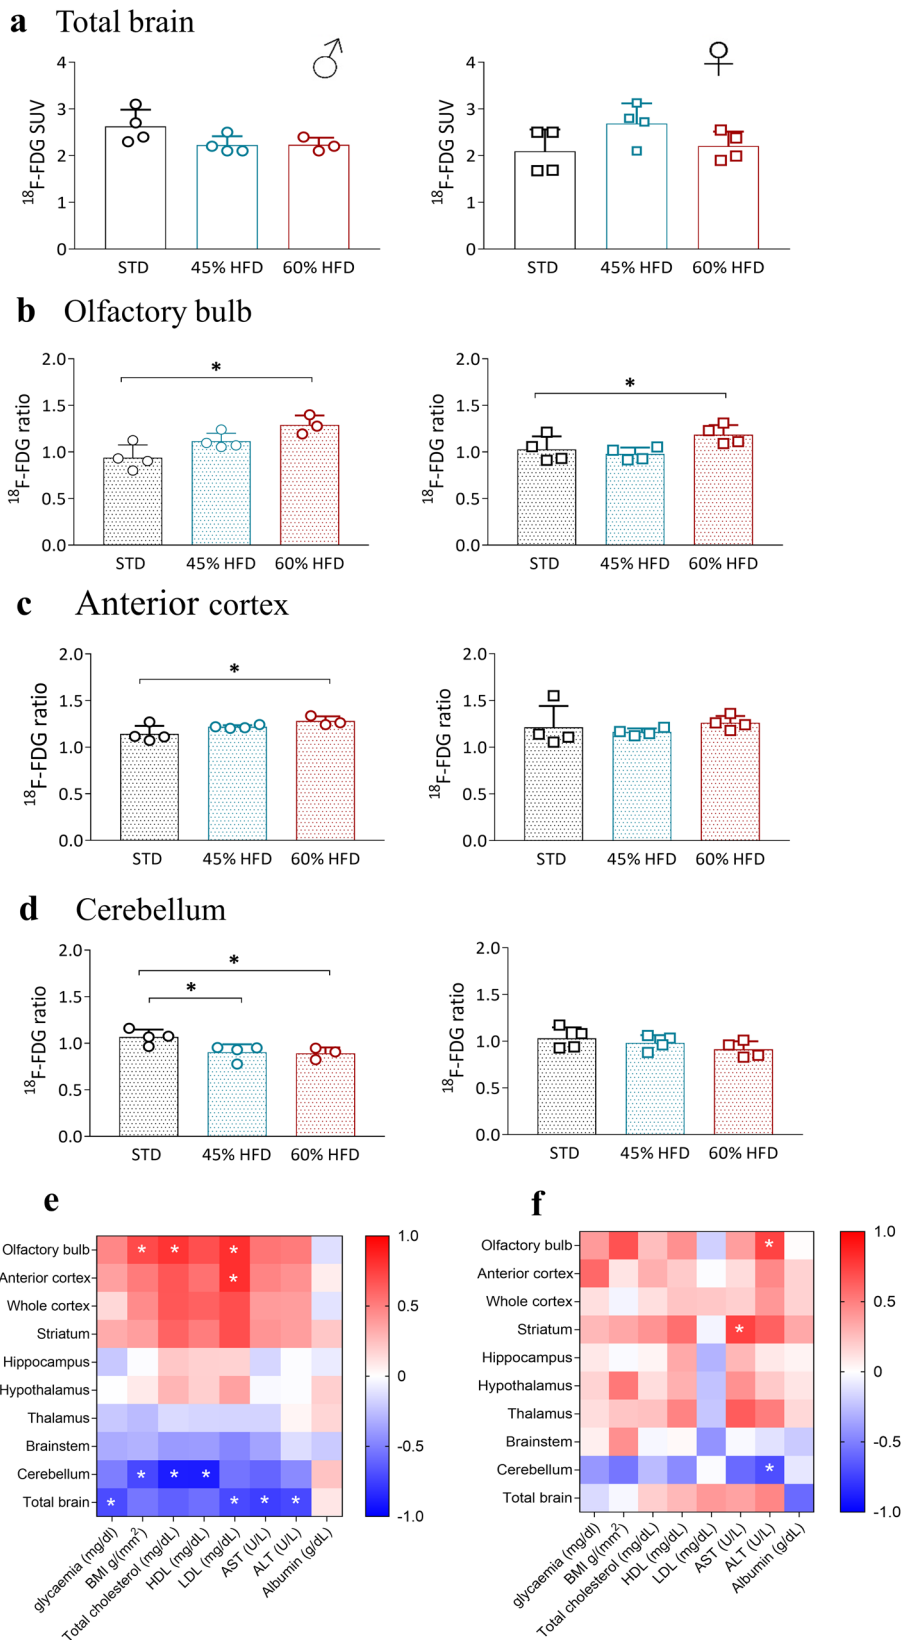 a Total brain
♂
♀
4
3
2
1
0
18F-FDG SUV
STD 45% HFD 60% HFD
4
3
2
1
0
18F-FDG SUV
STD 45% HFD 60% HFD
b Olfactory bulb
2.0
1.5
1.0
0.5
0.0
18F-FDG ratio
*
STD 45% HFD 60% HFD
2.0
1.5
1.0
0.5
0.0
18F-FDG ratio
*
STD 45% HFD 60% HFD
c Anterior cortex
2.0
1.5
1.0
0.5
0.0
18F-FDG ratio
*
STD 45% HFD 60% HFD
2.0
1.5
1.0
0.5
0.0
18F-FDG ratio
STD 45% HFD 60% HFD
d Cerebellum
2.0
1.5
1.0
0.5
0.0
18F-FDG ratio
*
*
STD 45% HFD 60% HFD
2.0
1.5
1.0
0.5
0.0
18F-FDG ratio
STD 45% HFD 60% HFD
e
Olfactory bulb * * *
Anterior cortex *
Whole cortex
Striatum
Hippocampus
Hypothalamus
Thalamus
Brainstem
Cerebellum * * *
Total brain * * * *
glycaemia (mg/dl)
BMI g/(mm2)
Total cholesterol (mg/dL)
HDL (mg/dL)
LDL (mg/dL)
AST (U/L)
ALT (U/L)
Albumin (g/dL)
1.0
0.5
0
-0.5
-1.0
f
Olfactory bulb *
Anterior cortex
Whole cortex
Striatum *
Hippocampus
Hypothalamus
Thalamus
Brainstem
Cerebellum *
Total brain
glycaemia (mg/dl)
BMI g/(mm2)
Total cholesterol (mg/dL)
HDL (mg/dL)
LDL (mg/dL)
AST (U/L)
ALT (U/L)
Albumin (g/dL)
1.0
0.5
0
-0.5
-1.0